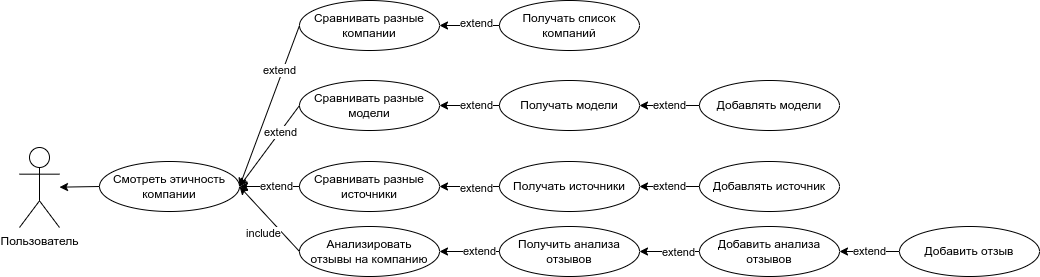 Сравнивать разные
компании
extend
Получать список
компаний
extend
Сравнивать разные
модели
extend
Получать модели
extend
Добавлять модели
extend
Смотреть этичность
компании
extend
Сравнивать разные
источники
extend
Получать источники
extend
Добавлять источник
Пользователь
include
Анализировать
отзывы на компанию
extend
Получить анализа
отзывов
extend
Добавить анализа
отзывов
extend
Добавить отзыв